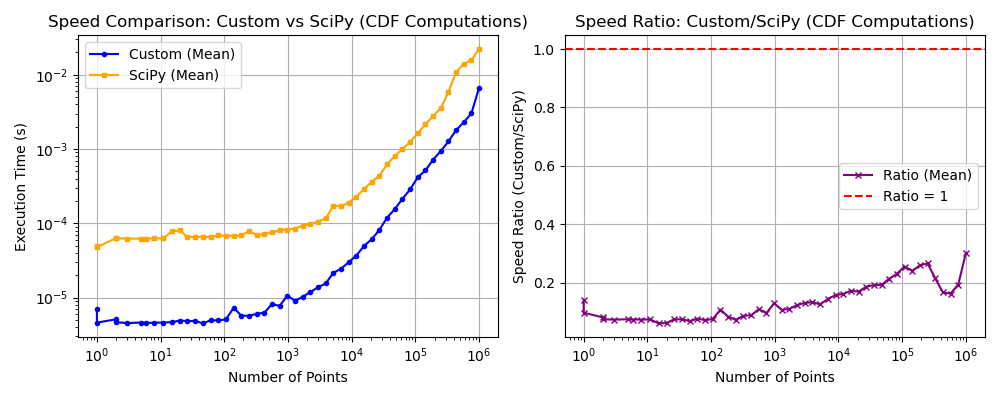 Speed Comparison: Custom vs SciPy (CDF Computations)
Custom (Mean)
SciPy (Mean)
Execution Time (s)
10⁻²
10⁻³
10⁻⁴
10⁻⁵
10⁰ 10¹ 10² 10³ 10⁴ 10⁵ 10⁶
Number of Points
Speed Ratio: Custom/SciPy (CDF Computations)
Ratio (Mean)
Ratio = 1
Speed Ratio (Custom/SciPy)
1.0
0.8
0.6
0.4
0.2
10⁰ 10¹ 10² 10³ 10⁴ 10⁵ 10⁶
Number of Points